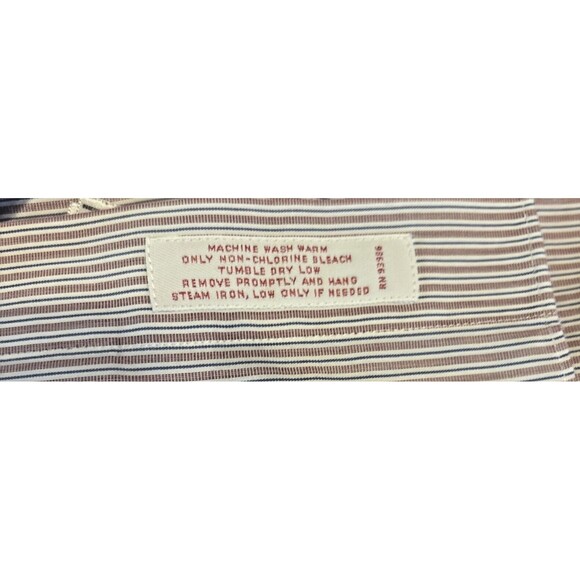 MACHINE WASH WARM
ONLY NON-CHLORINE BLEACH
TUMBLE DRY LOW
REMOVE PROMPTLY AND HANG
STEAM IRON, LOW ONLY IF NEEDED
RN 93986